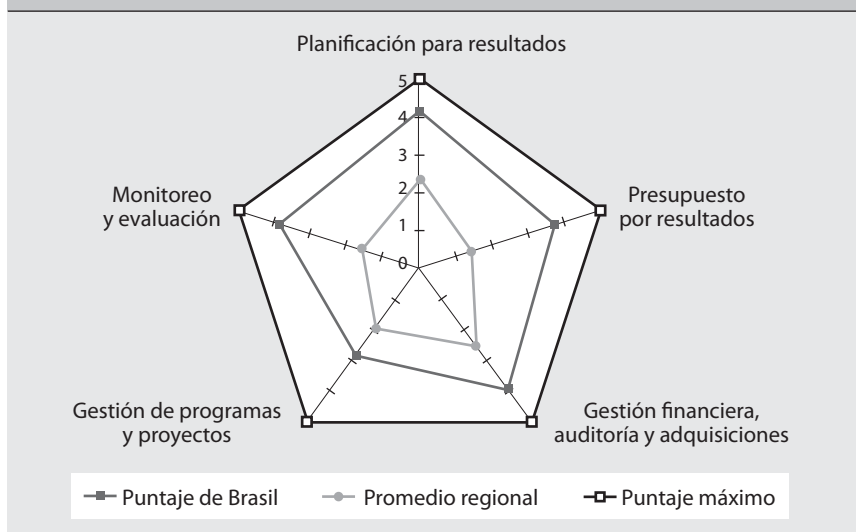 Planificación para resultados
5
4
3
2
1
0
Monitoreo
y evaluación
Presupuesto
por resultados
Gestión de programas
y proyectos
Gestión financiera,
auditoría y adquisiciones
Puntaje de Brasil
Promedio regional
Puntaje máximo